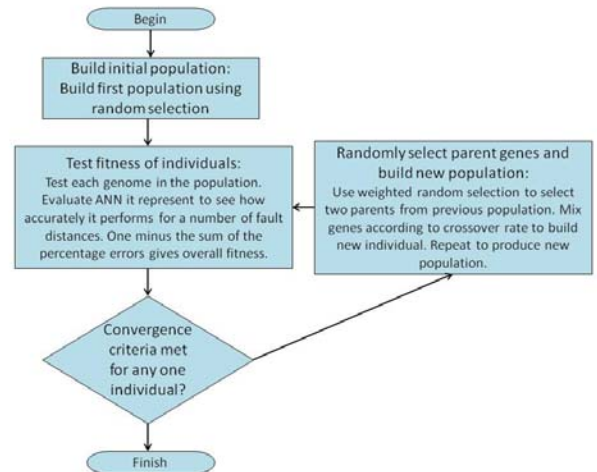 Begin
Build initial population:
Build first population using
random selection
Test fitness of individuals:
Test each genome in the population.
Evaluate ANN it represent to see how
accurately it performs for a number of fault
distances. One minus the sum of the
percentage errors gives overall fitness.
Randomly select parent genes and
build new population:
Use weighted random selection to select
two parents from previous population. Mix
genes according to crossover rate to build
new individual. Repeat to produce new
population.
Convergence
criteria met
for any one
individual?
Finish